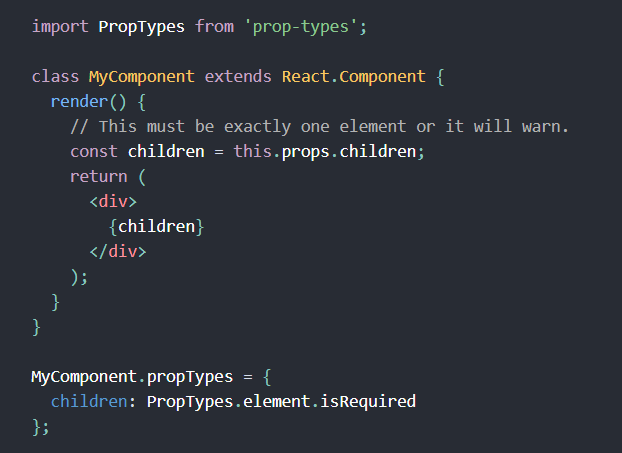 import PropTypes from 'prop-types';

class MyComponent extends React.Component {
  render() {
    // This must be exactly one element or it will warn.
    const children = this.props.children;
    return (
      <div>
        {children}
      </div>
    );
  }
}

MyComponent.propTypes = {
  children: PropTypes.element.isRequired
};